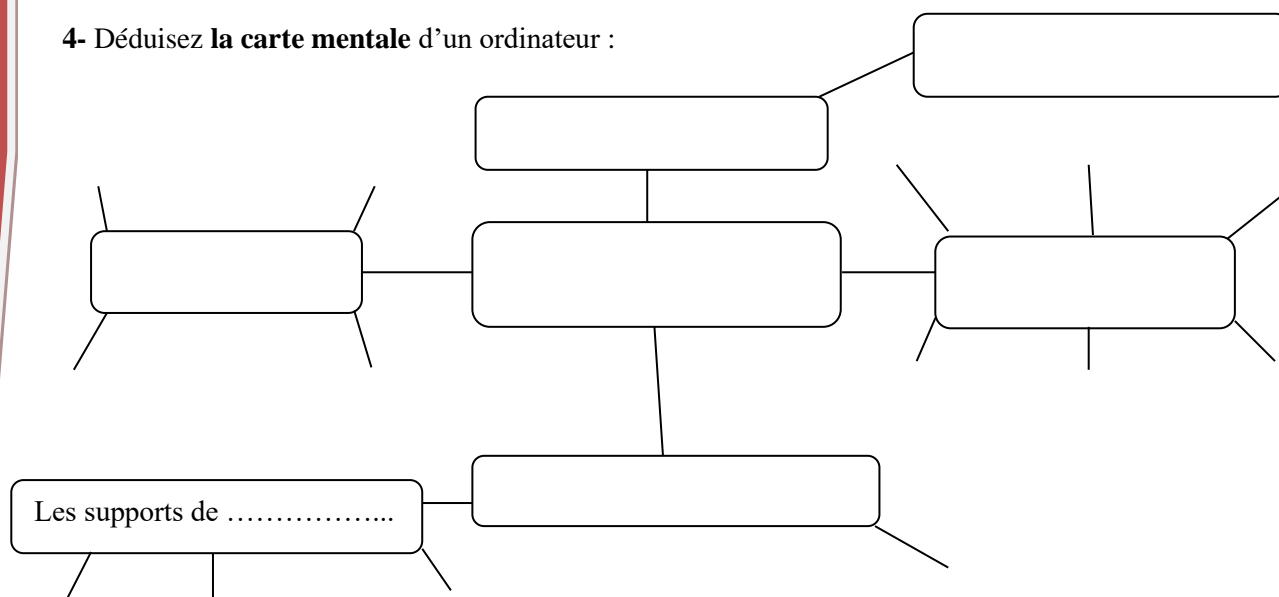 4- Déduisez la carte mentale d’un ordinateur :
Les supports de ……………...